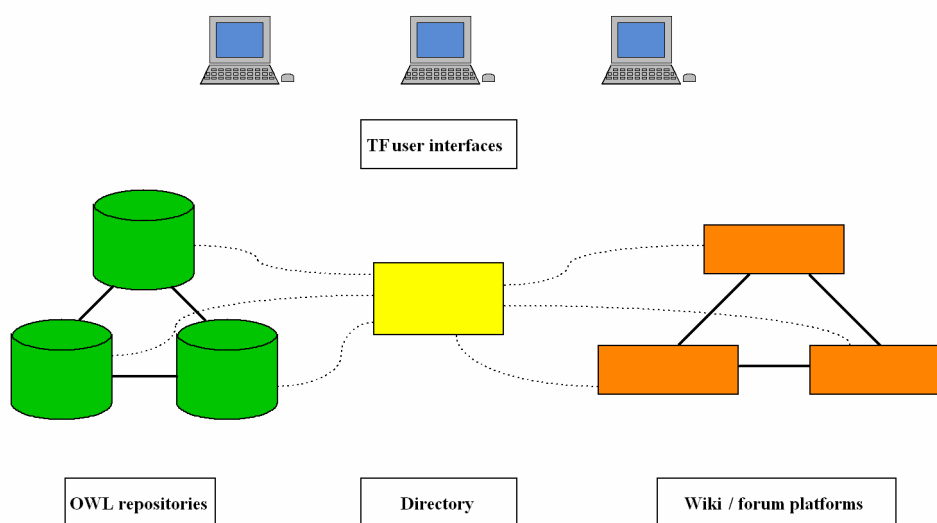 TF user interfaces
OWL repositories
Directory
Wiki / forum platforms